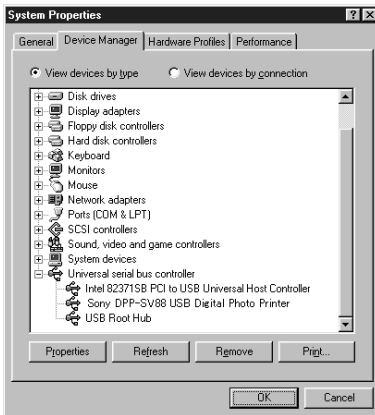 System Properties
General Device Manager Hardware Profiles Performance
View devices by type View devices by connection
Disk drives
Display adapters
Floppy disk controllers
Hard disk controllers
Keyboard
Monitors
Mouse
Network adapters
Ports (COM & LPT)
SCSI controllers
Sound, video and game controllers
System devices
Universal serial bus controller
Intel 82371SB PCI to USB Universal Host Controller
Sony DPP-SV88 USB Digital Photo Printer
USB Root Hub
Properties Refresh Remove Print...
OK Cancel